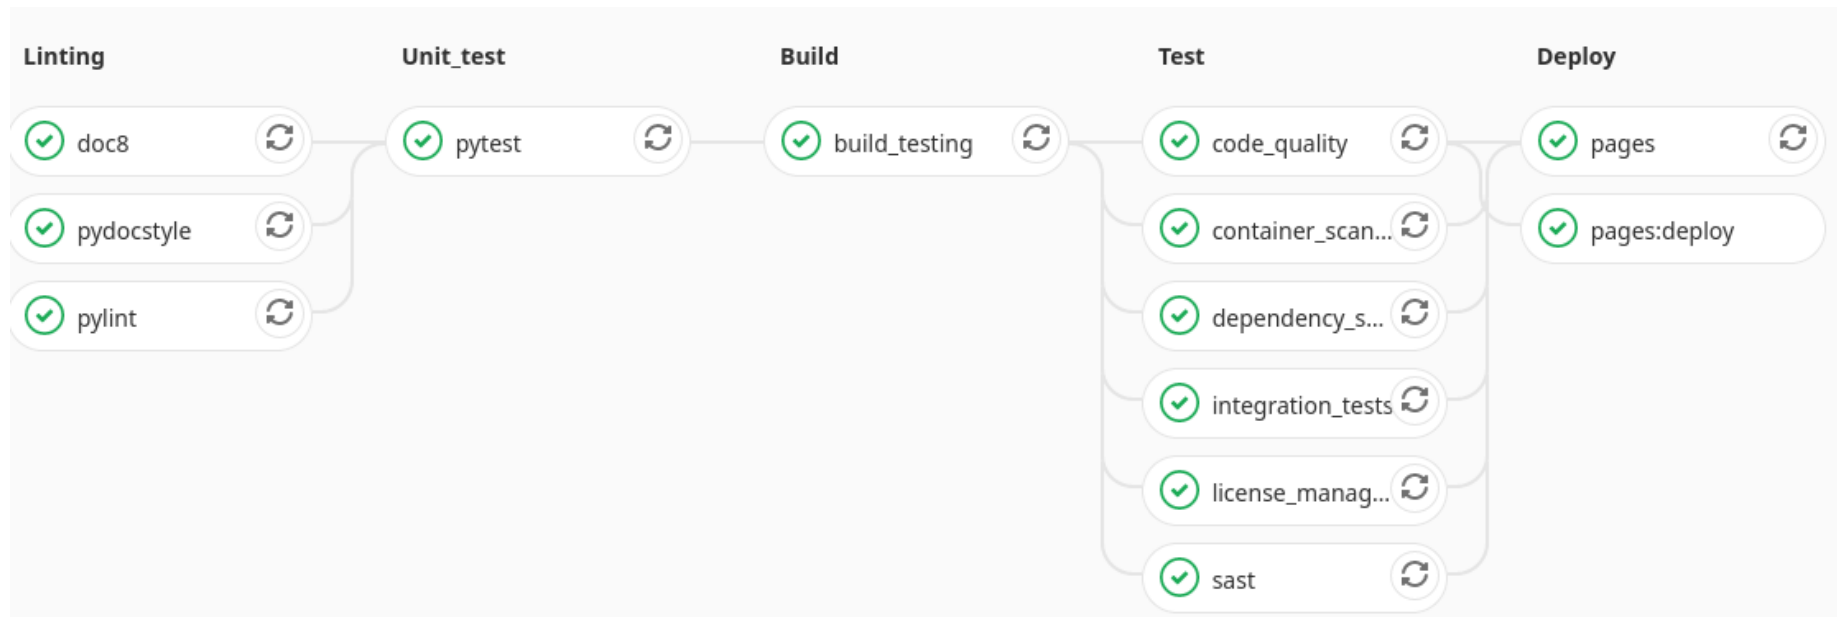 Linting
Unit_test
Build
Test
Deploy
doc8
pytest
build_testing
code_quality
pages
pydocstyle
container_scan...
pages:deploy
pylint
dependency_s...
integration_tests
license_manag...
sast